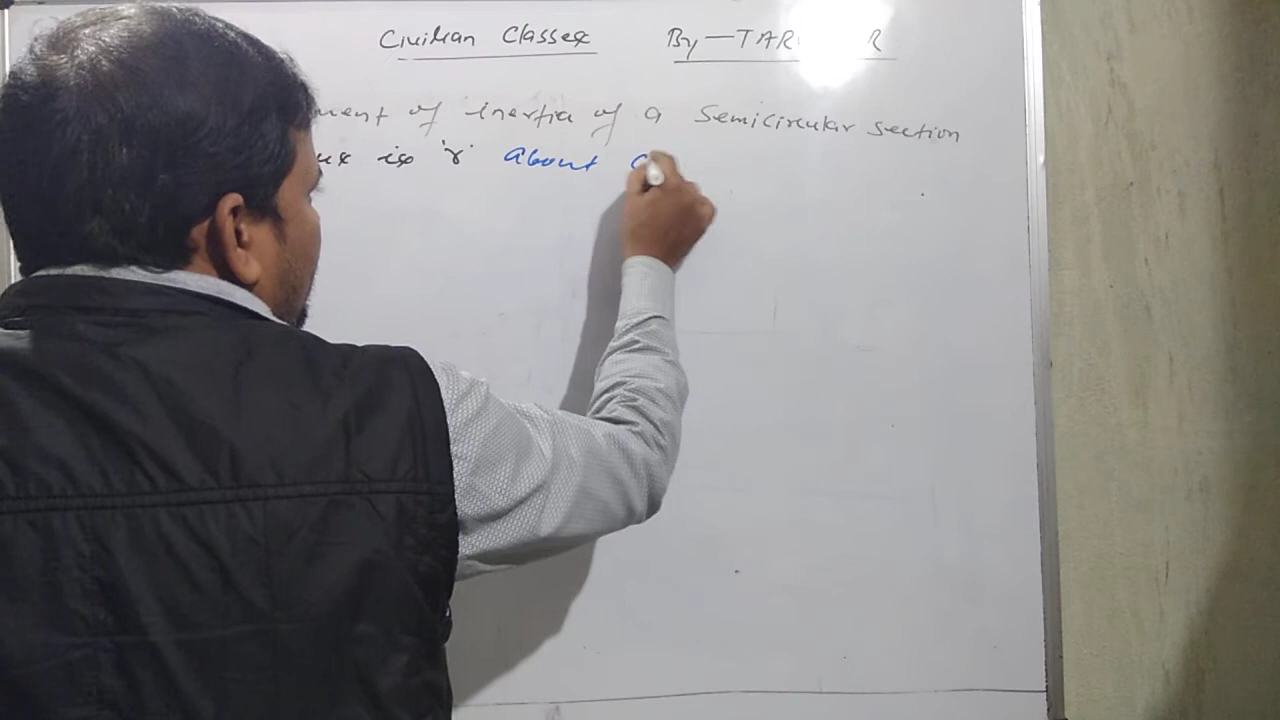 Civilian Classes By-TAR R
ment of inertia of a semicircular section
us is 'r' about